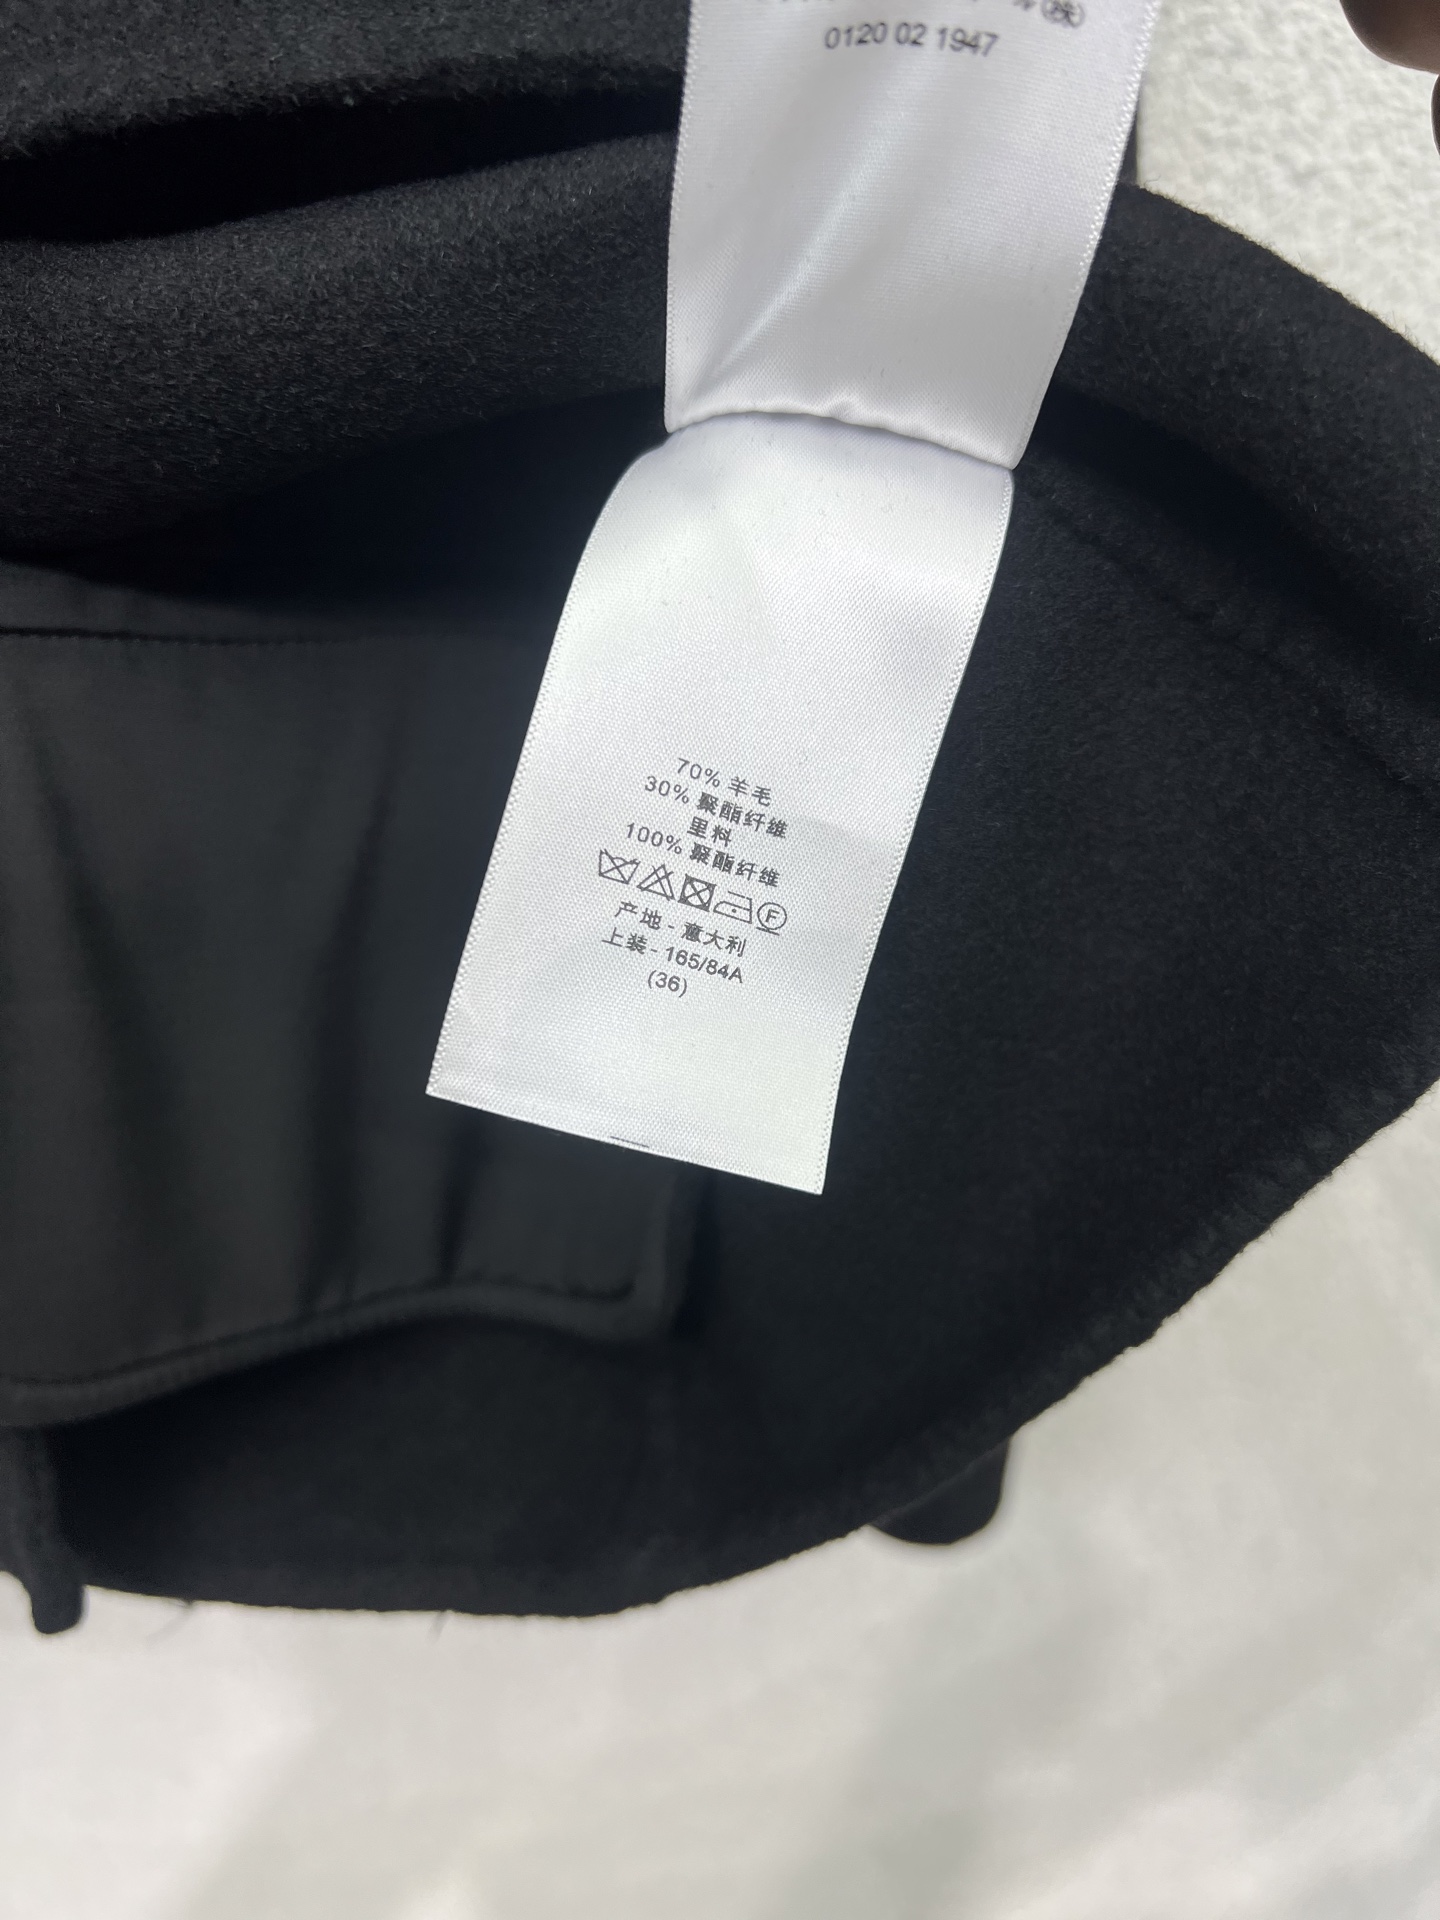 (株)
0120 02 1947
70% 羊毛
30% 聚酯纤维
里料
100% 聚酯纤维
F
产地 - 意大利
上装 - 165/84A
(36)